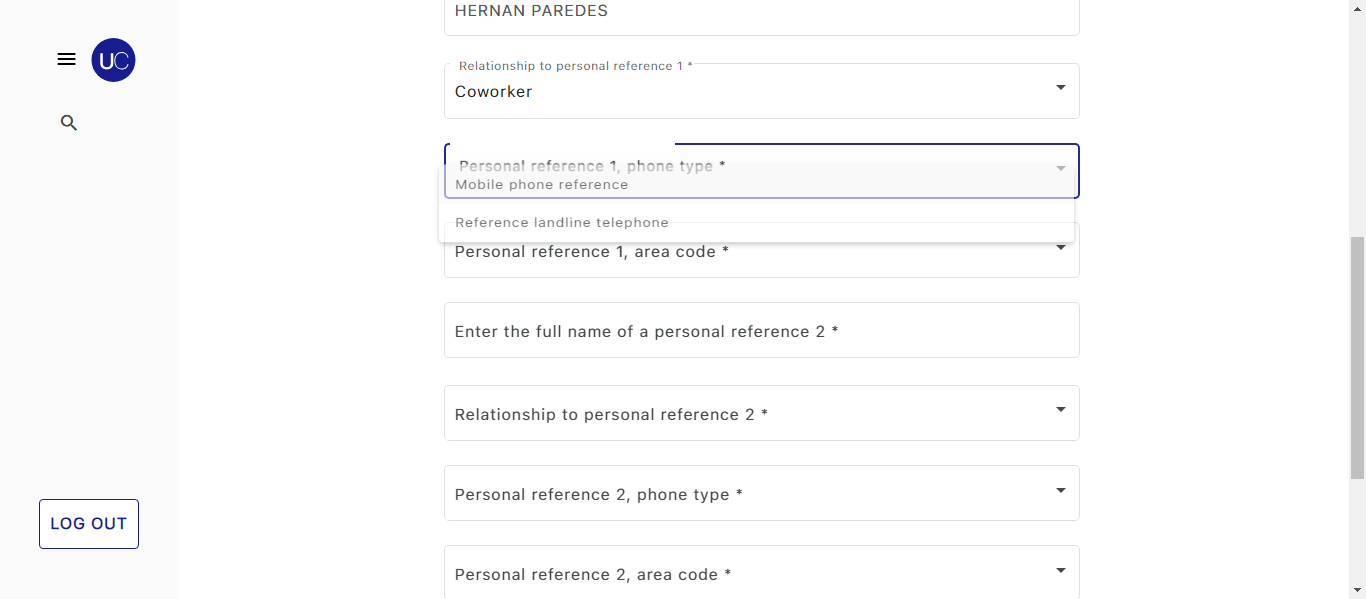 HERNAN PAREDES
UC
Relationship to personal reference 1 *
Coworker
Personal reference 1, phone type *
Mobile phone reference
Reference landline telephone
Personal reference 1, area code *
Enter the full name of a personal reference 2 *
Relationship to personal reference 2 *
Personal reference 2, phone type *
LOG OUT
Personal reference 2, area code *